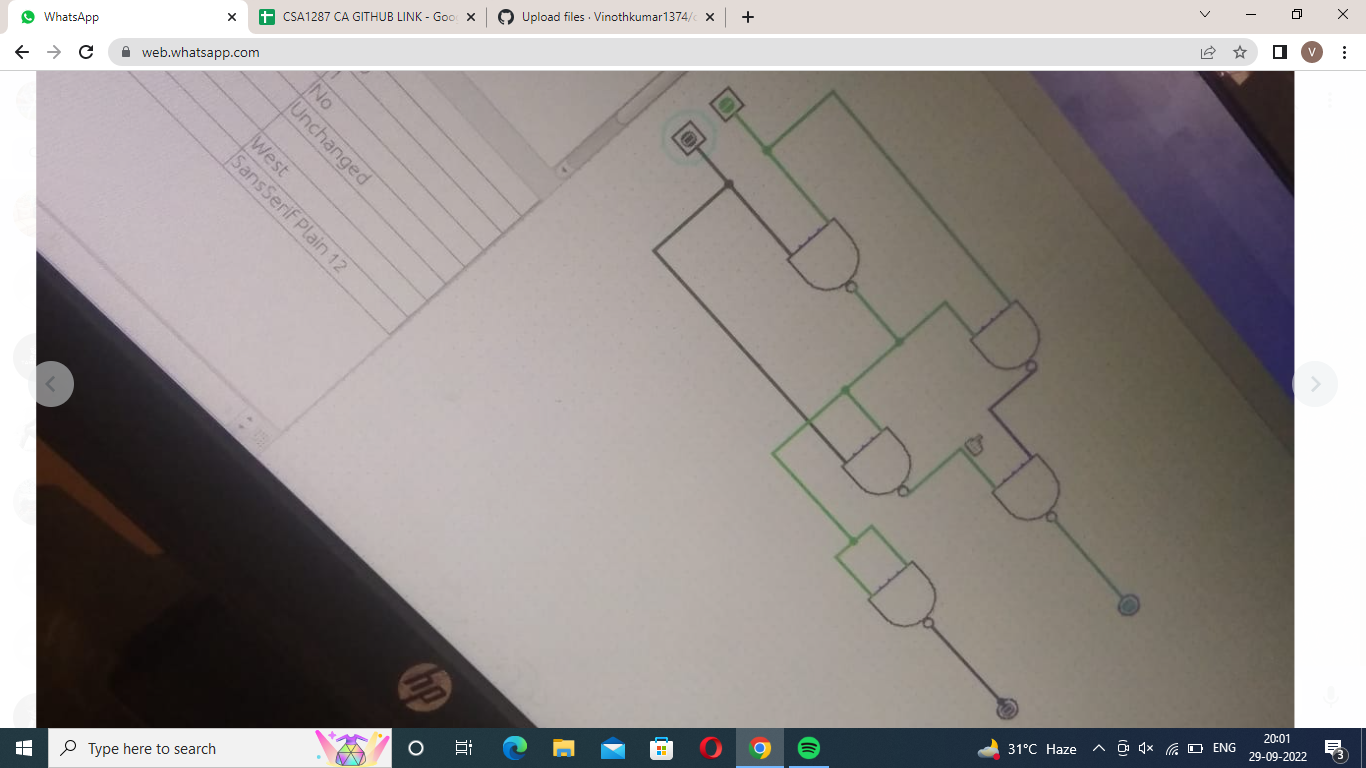 WhatsApp
CSA1287 CA GITHUB LINK - Goo
Upload files · Vinothkumar1374/
web.whatsapp.com
V
No
Unchanged
West
SansSerif Plain 12
hp
Type here to search
31°C Haze
ENG
20:01
29-09-2022
3